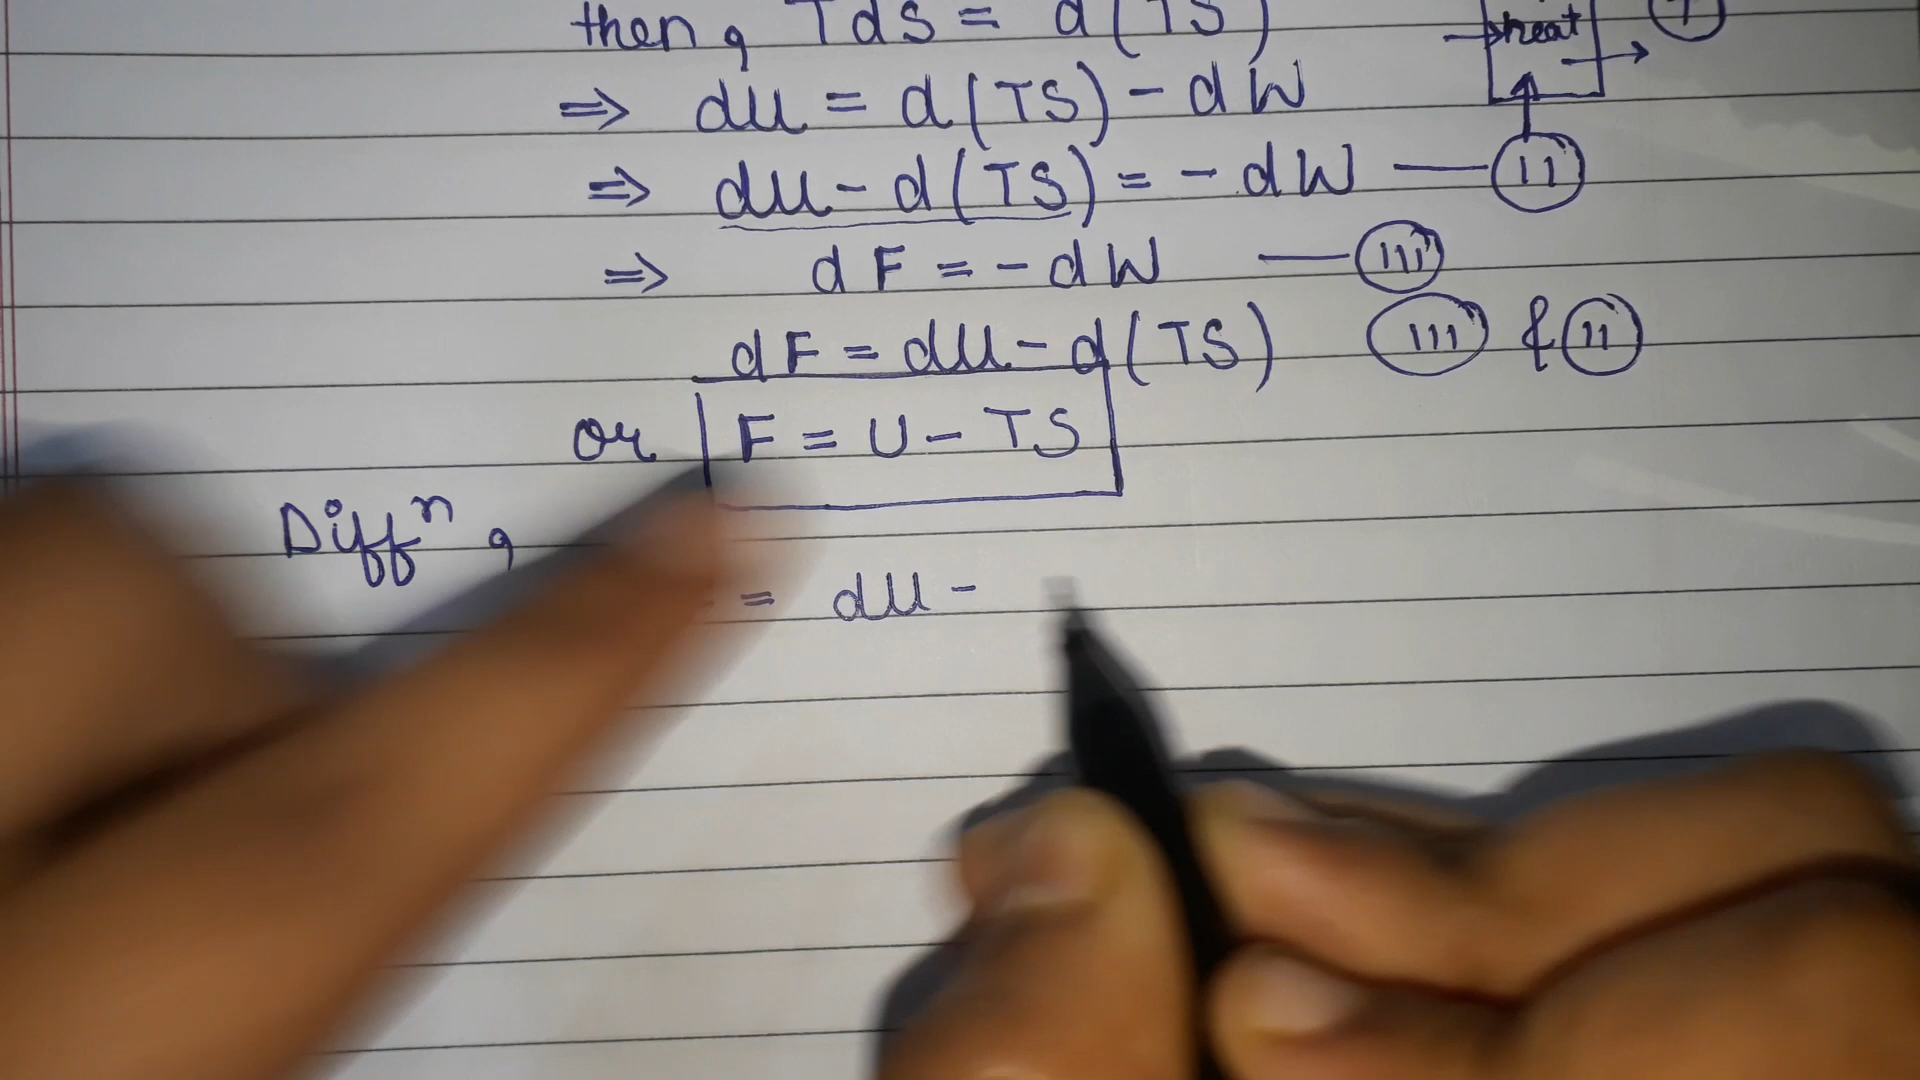 then, TdS = d(TS)
heat
⇒ dU = d(TS) - dW
⇒ dU - d(TS) = - dW — (ii)
⇒ dF = - dW — (iii)
dF = dU - d(TS) (iii) & (ii)
or F = U - TS
Diffⁿ,
= dU -